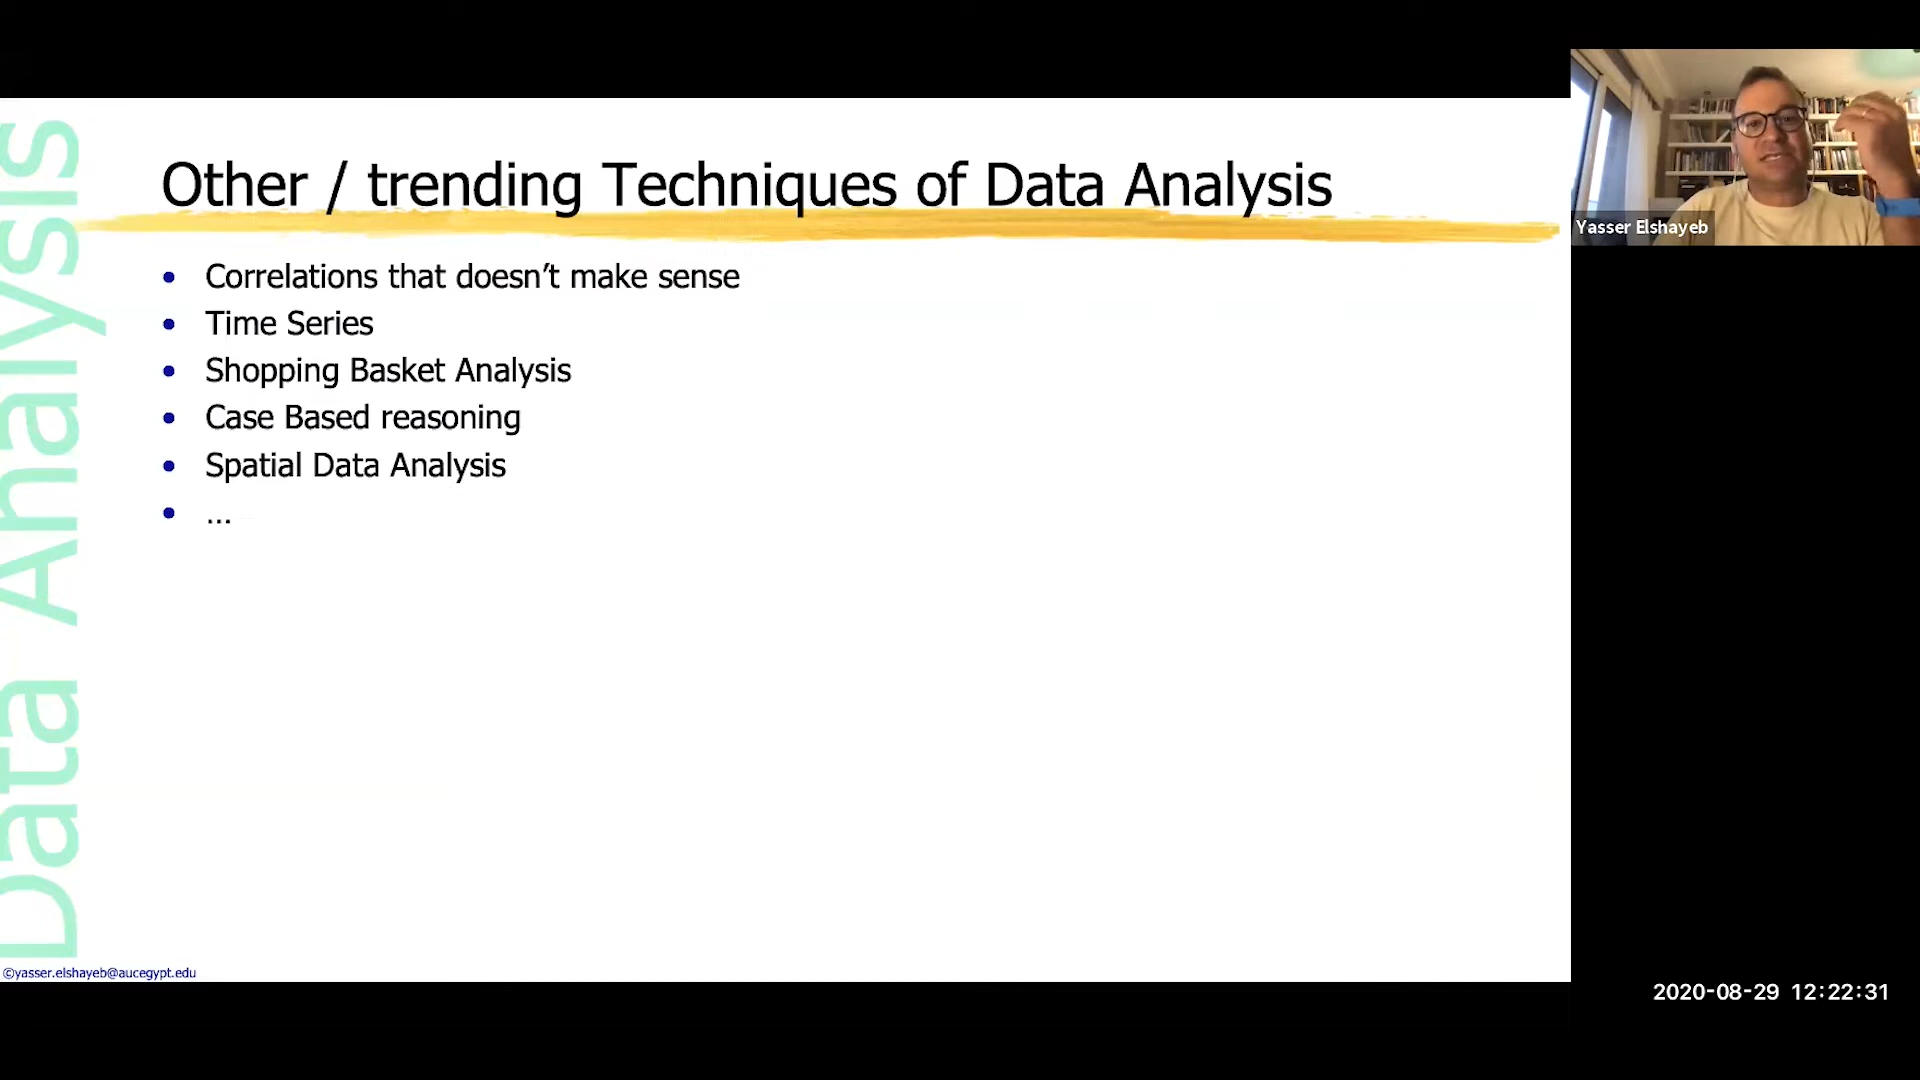 Data Analysis
Other / trending Techniques of Data Analysis
• Correlations that doesn’t make sense
• Time Series
• Shopping Basket Analysis
• Case Based reasoning
• Spatial Data Analysis
• ...
©yasser.elshayeb@aucegypt.edu
Yasser Elshayeb
2020-08-29 12:22:31